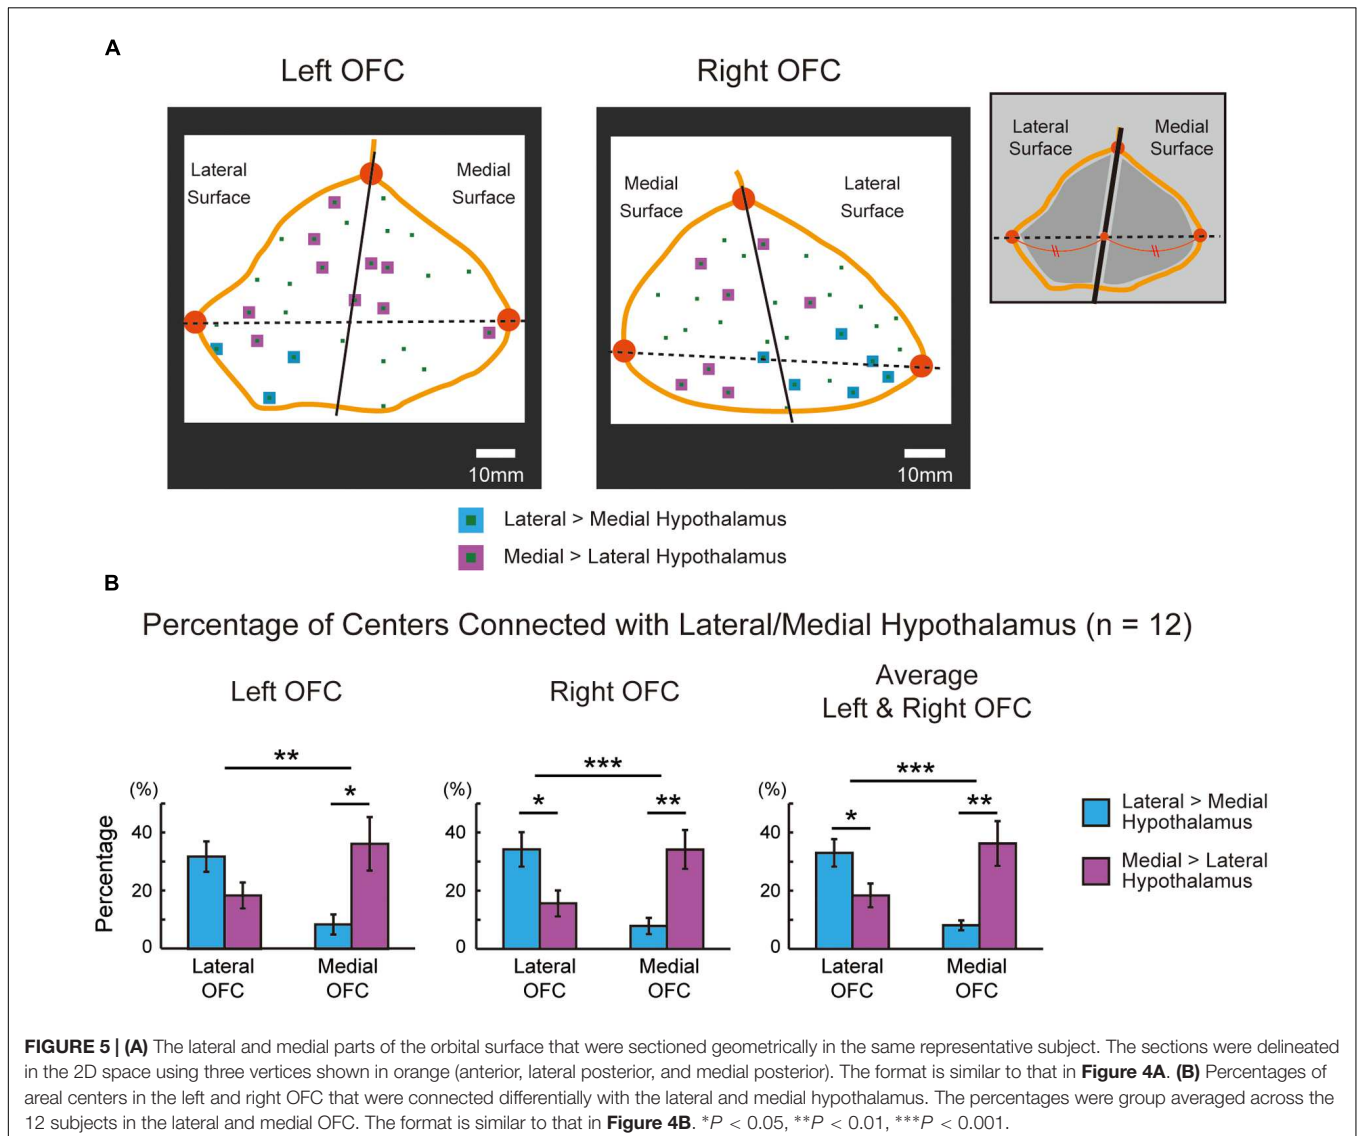 A
Left OFC
Right OFC
Lateral
Surface
Medial
Surface
Medial
Surface
Lateral
Surface
Lateral
Surface
Medial
Surface
10mm
10mm
Lateral > Medial Hypothalamus
Medial > Lateral Hypothalamus
B
Percentage of Centers Connected with Lateral/Medial Hypothalamus (n = 12)
Left OFC
Right OFC
Average
Left & Right OFC
**
***
***
(%)
*
(%)
*
**
(%)
*
**
Percentage
40
20
0
40
20
0
40
20
0
Lateral
OFC
Medial
OFC
Lateral
OFC
Medial
OFC
Lateral
OFC
Medial
OFC
Lateral > Medial
Hypothalamus
Medial > Lateral
Hypothalamus
FIGURE 5 | (A) The lateral and medial parts of the orbital surface that were sectioned geometrically in the same representative subject. The sections were delineated
in the 2D space using three vertices shown in orange (anterior, lateral posterior, and medial posterior). The format is similar to that in Figure 4A. (B) Percentages of
areal centers in the left and right OFC that were connected differentially with the lateral and medial hypothalamus. The percentages were group averaged across the
12 subjects in the lateral and medial OFC. The format is similar to that in Figure 4B. *P < 0.05, **P < 0.01, ***P < 0.001.